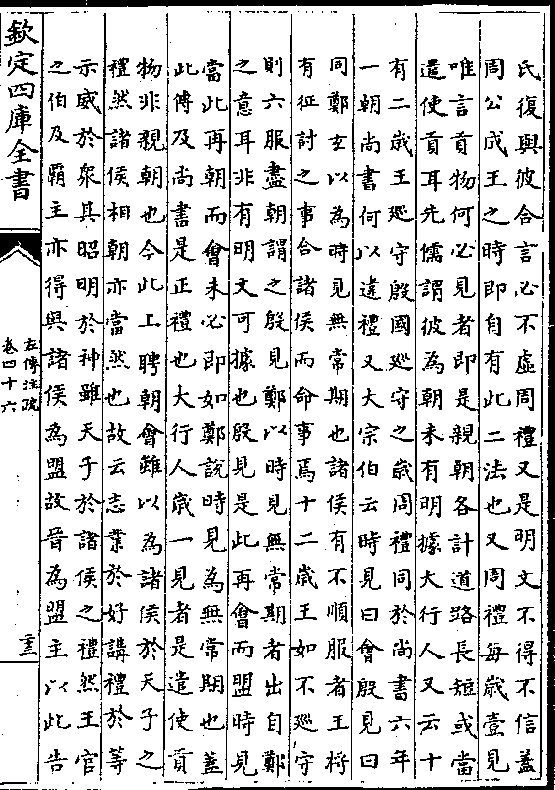 氏復與彼合言必不虛周禮又是明文不得不信蓋
周公成王之時即自有此二法也又周禮每歲壹見
唯言貢物何必見者即是親朝各計道路長短或當
遣使貢耳先儒謂彼為朝未有明據大行人又云十
有二歲王巡守殷國巡守之歲周禮同於尚書六年
一朝尚書何以違禮又大宗伯云時見曰會殷見曰
同鄭玄以為時見無常期也諸侯有不順服者王將
有征討之事合諸侯而命事焉十二歲王如不巡守
則六服盡朝謂之殷見鄭以時見無常期者出自鄭
之意耳非有明文可據也殷見是此再會而盟時見
當此再朝而會未必即如鄭說時見為無常期也蓋
此傳及尚書是正禮也大行人歲一見者是遣使貢
物非親朝也今此上聘朝會雖以為諸侯於天子之
禮然諸侯相朝亦當然也故云志業於好講禮於等
示威於衆具昭明於神雖天子於諸侯之禮然王官
之伯及霸主亦得與諸侯為盟故晉為盟主以此告
欽定四庫全書
左傳注疏
卷四十六